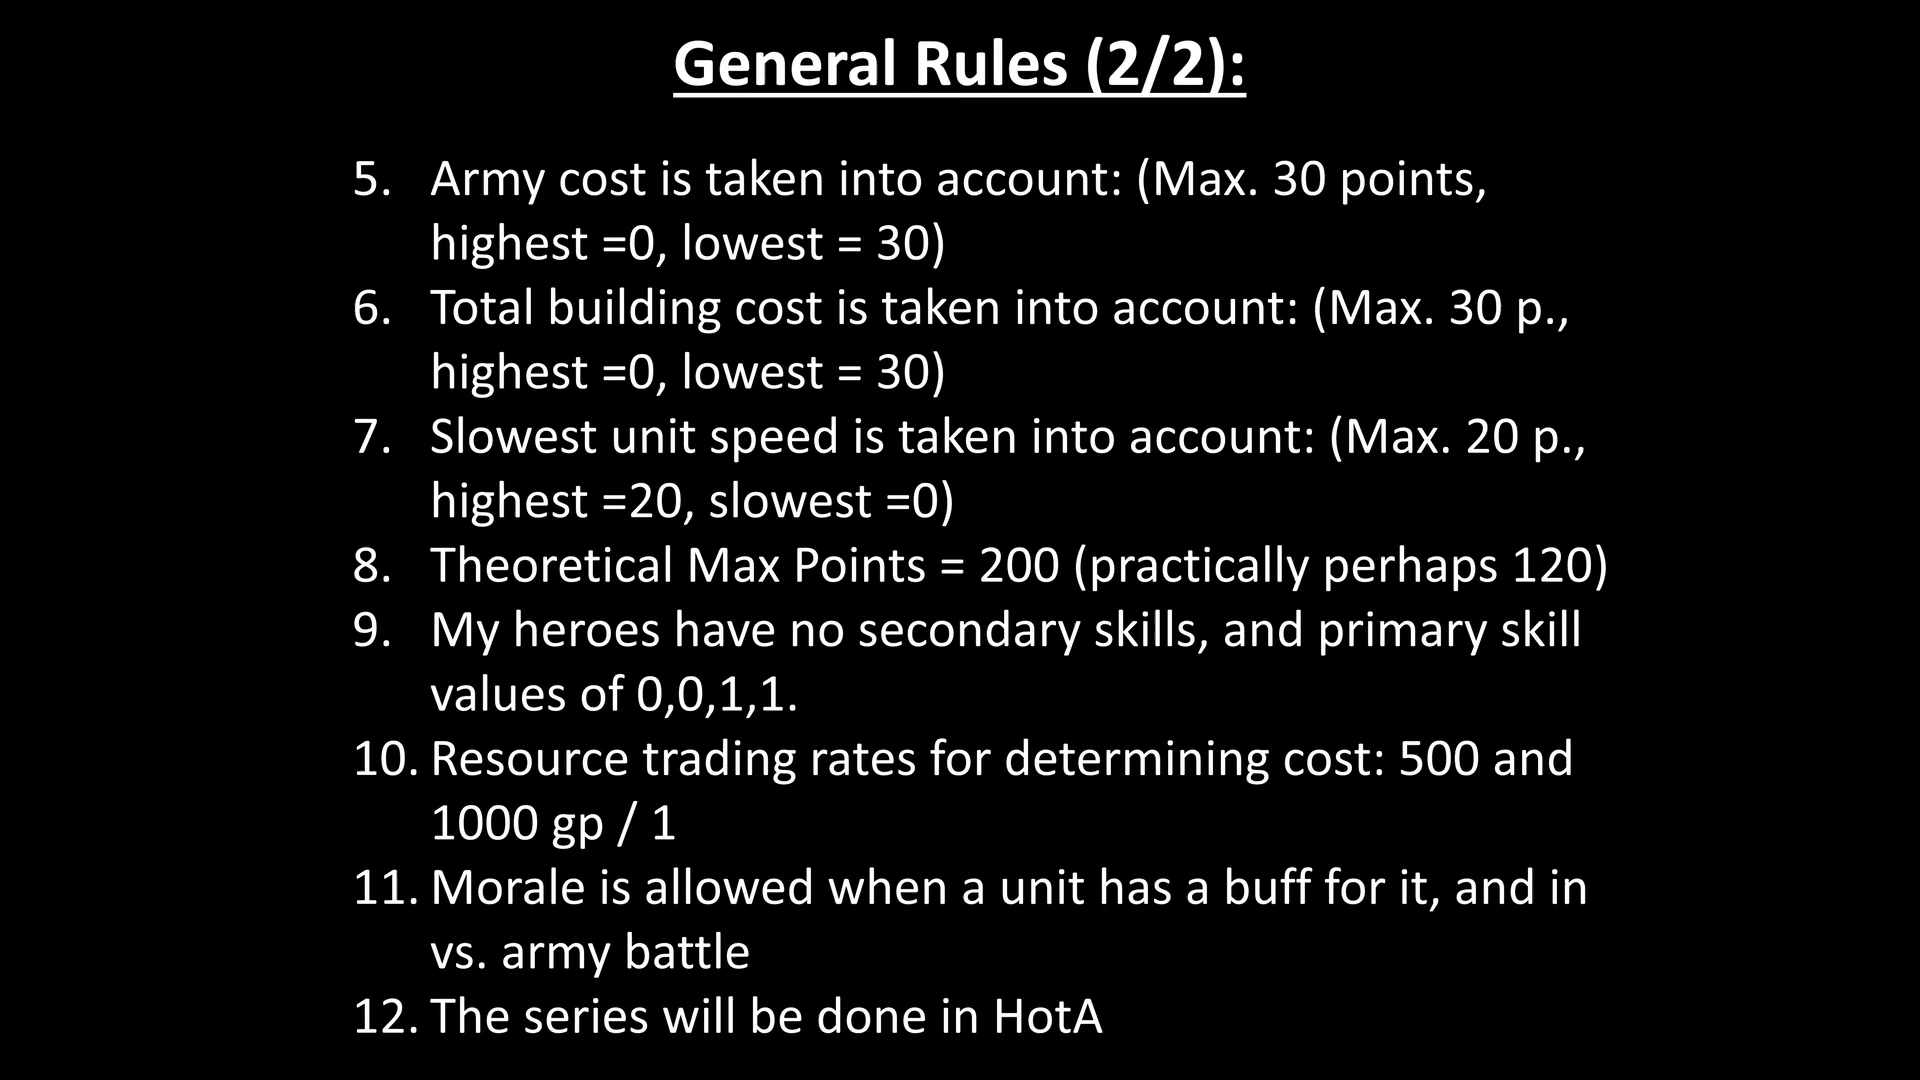 General Rules (2/2):
5. Army cost is taken into account: (Max. 30 points,
highest =0, lowest = 30)
6. Total building cost is taken into account: (Max. 30 p.,
highest =0, lowest = 30)
7. Slowest unit speed is taken into account: (Max. 20 p.,
highest =20, slowest =0)
8. Theoretical Max Points = 200 (practically perhaps 120)
9. My heroes have no secondary skills, and primary skill
values of 0,0,1,1.
10. Resource trading rates for determining cost: 500 and
1000 gp / 1
11. Morale is allowed when a unit has a buff for it, and in
vs. army battle
12. The series will be done in HotA